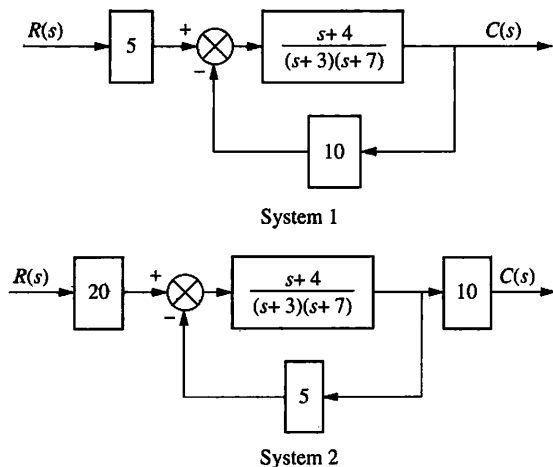 R(s) 5 + − s+4 C(s)
(s+3)(s+7)
10
System 1
R(s) 20 + − s+4 10 C(s)
(s+3)(s+7)
5
System 2